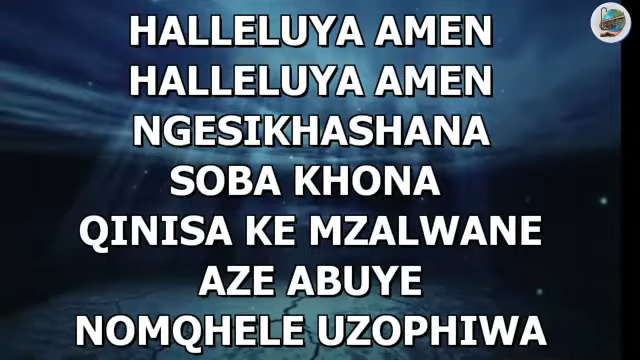 HALLELUYA AMEN
HALLELUYA AMEN
NGESIKHASHANA
SOBA KHONA
QINISA KE MZALWANE
AZE ABUYE
NOMQHELE UZOPHIWA